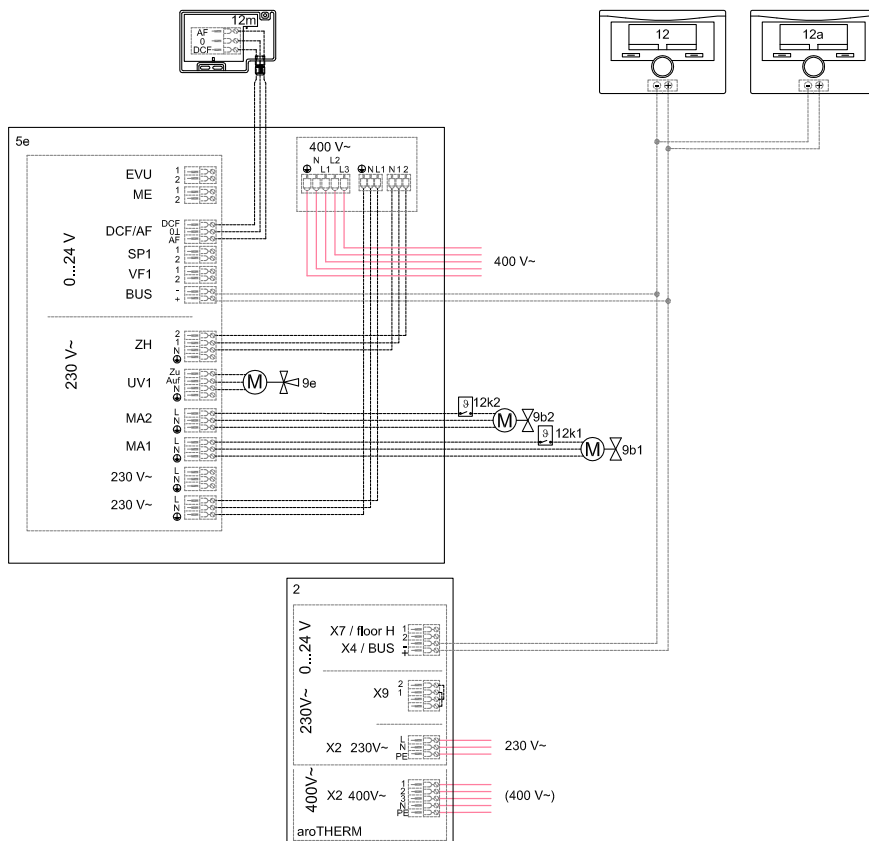 12m
AF
0
DCF
12
12a
5e
400 V~
N L2
L1 L3
N L1
N 1 2
EVU 1
2
ME 1
2
DCF/AF DCF
0⊥
AF
SP1 1
2
VF1 1
2
BUS -
+
0...24 V
400 V~
230 V~
ZH 2
1
N
UV1 Zu
Auf
N
M 9e
MA2 L
N
ϑ 12k2
M 9b2
MA1 L
N
ϑ 12k1
M 9b1
230 V~ L
N
230 V~ L
N
2
0...24 V
X7 / floor H 1
2
X4 / BUS -
+
230V~
X9 2
1
X2 230V~ L
N
PE
230 V~
400V~
X2 400V~ 1
2
3
N
PE
(400 V~)
aroTHERM